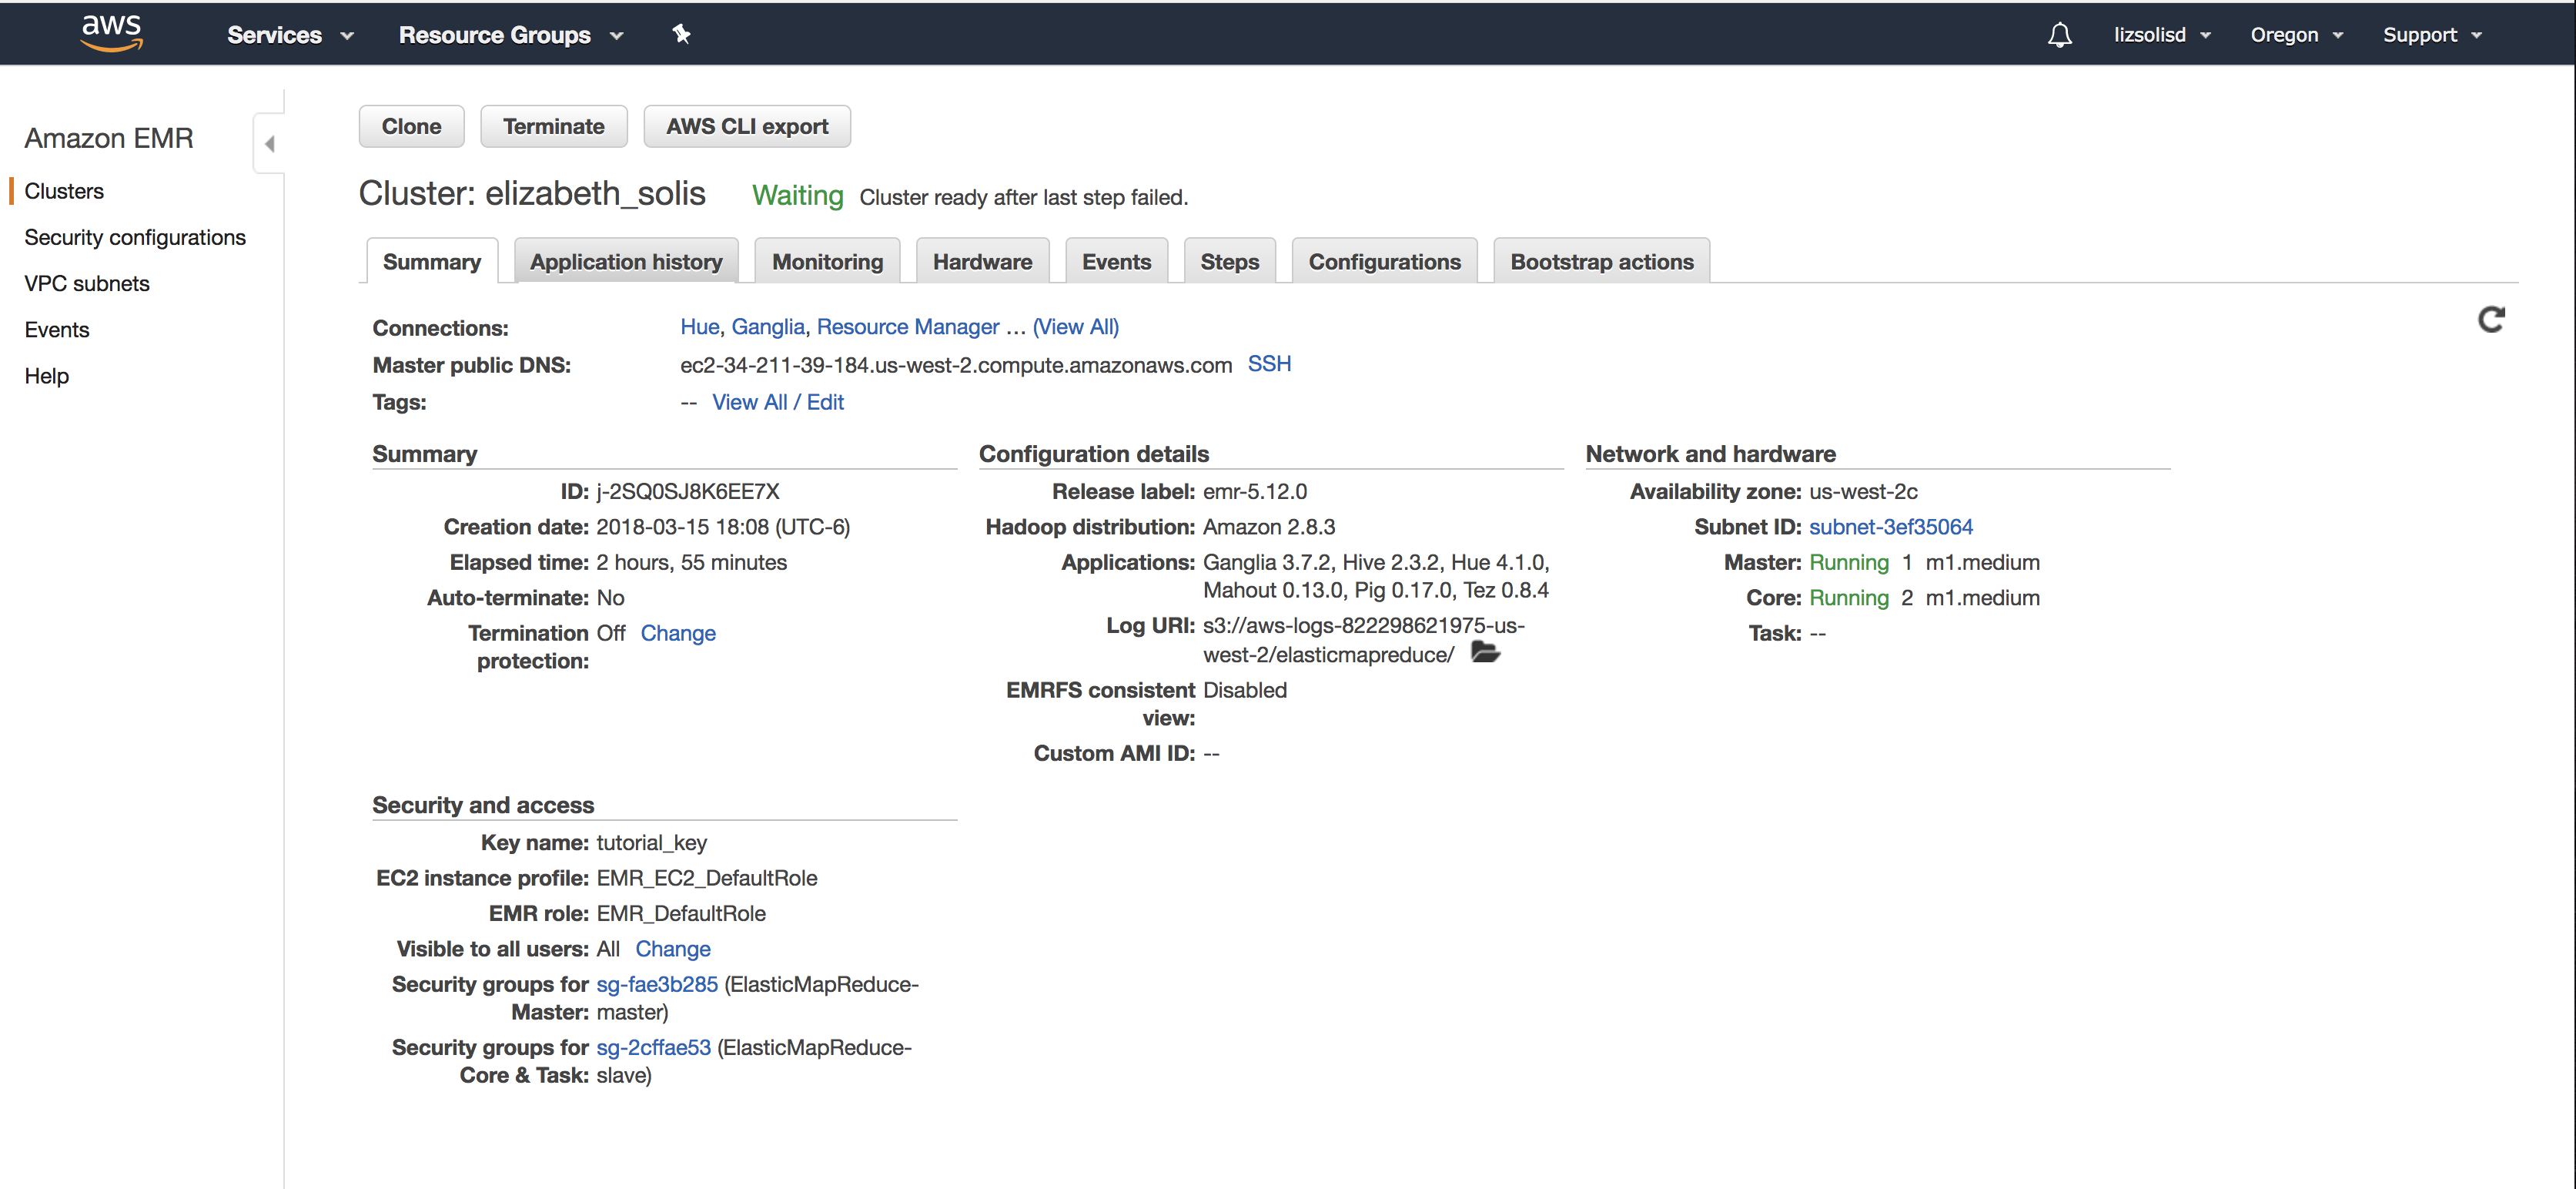 aws Services Resource Groups lizsolisd Oregon Support
Amazon EMR
Clusters
Security configurations
VPC subnets
Events
Help
Clone Terminate AWS CLI export
Cluster: elizabeth_solis Waiting Cluster ready after last step failed.
Summary Application history Monitoring Hardware Events Steps Configurations Bootstrap actions
Connections: Hue, Ganglia, Resource Manager ... (View All)
Master public DNS: ec2-34-211-39-184.us-west-2.compute.amazonaws.com SSH
Tags: -- View All / Edit
Summary
ID: j-2SQ0SJ8K6EE7X
Creation date: 2018-03-15 18:08 (UTC-6)
Elapsed time: 2 hours, 55 minutes
Auto-terminate: No
Termination Off Change
protection:
Configuration details
Release label: emr-5.12.0
Hadoop distribution: Amazon 2.8.3
Applications: Ganglia 3.7.2, Hive 2.3.2, Hue 4.1.0,
Mahout 0.13.0, Pig 0.17.0, Tez 0.8.4
Log URI: s3://aws-logs-822298621975-us-
west-2/elasticmapreduce/
EMRFS consistent Disabled
view:
Custom AMI ID: --
Network and hardware
Availability zone: us-west-2c
Subnet ID: subnet-3ef35064
Master: Running 1 m1.medium
Core: Running 2 m1.medium
Task: --
Security and access
Key name: tutorial_key
EC2 instance profile: EMR_EC2_DefaultRole
EMR role: EMR_DefaultRole
Visible to all users: All Change
Security groups for sg-fae3b285 (ElasticMapReduce-
Master: master)
Security groups for sg-2cffae53 (ElasticMapReduce-
Core & Task: slave)